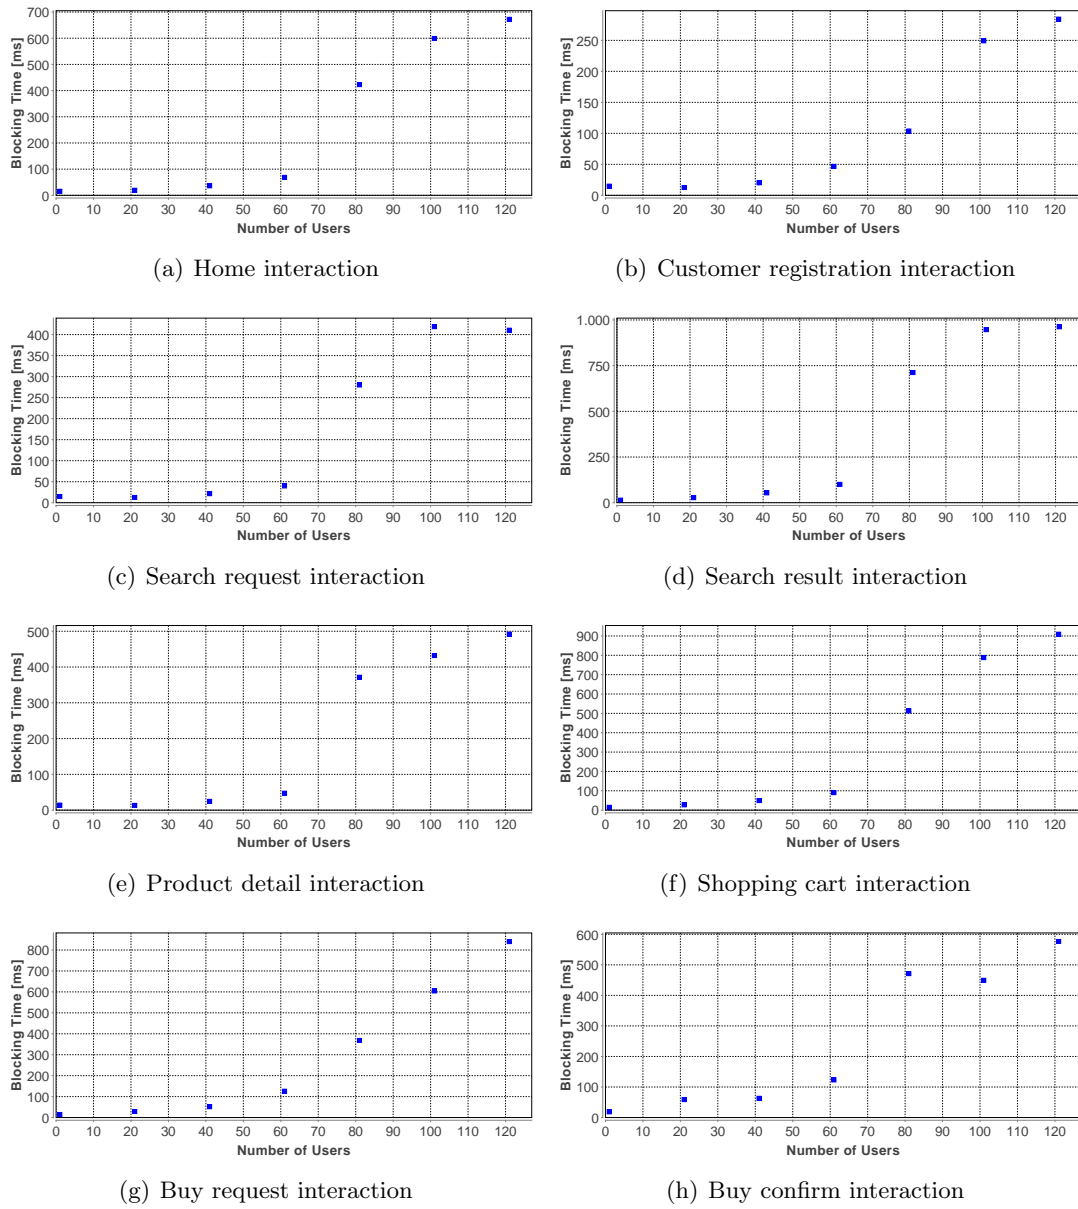 700
600
500
400
300
200
100
0
Blocking Time [ms]
0 10 20 30 40 50 60 70 80 90 100 110 120
Number of Users
(a) Home interaction
250
200
150
100
50
0
Blocking Time [ms]
0 10 20 30 40 50 60 70 80 90 100 110 120
Number of Users
(b) Customer registration interaction
400
350
300
250
200
150
100
50
0
Blocking Time [ms]
0 10 20 30 40 50 60 70 80 90 100 110 120
Number of Users
(c) Search request interaction
1.000
750
500
250
0
Blocking Time [ms]
0 10 20 30 40 50 60 70 80 90 100 110 120
Number of Users
(d) Search result interaction
500
400
300
200
100
0
Blocking Time [ms]
0 10 20 30 40 50 60 70 80 90 100 110 120
Number of Users
(e) Product detail interaction
900
800
700
600
500
400
300
200
100
0
Blocking Time [ms]
0 10 20 30 40 50 60 70 80 90 100 110 120
Number of Users
(f) Shopping cart interaction
800
700
600
500
400
300
200
100
0
Blocking Time [ms]
0 10 20 30 40 50 60 70 80 90 100 110 120
Number of Users
(g) Buy request interaction
600
500
400
300
200
100
0
Blocking Time [ms]
0 10 20 30 40 50 60 70 80 90 100 110 120
Number of Users
(h) Buy confirm interaction